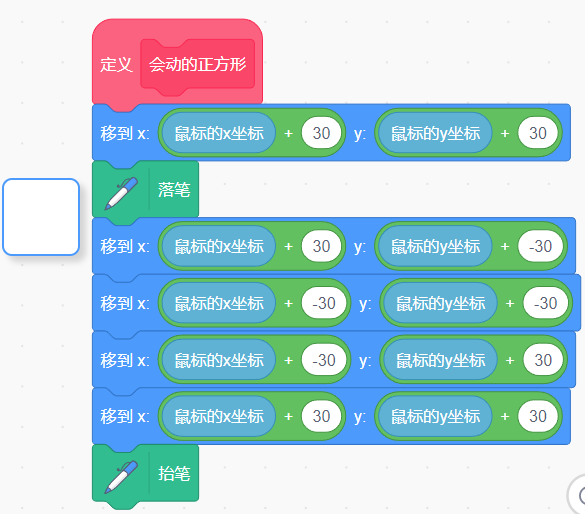 定义 会动的正方形
移到 x: 鼠标的x坐标 + 30 y: 鼠标的y坐标 + 30
落笔
移到 x: 鼠标的x坐标 + 30 y: 鼠标的y坐标 + -30
移到 x: 鼠标的x坐标 + -30 y: 鼠标的y坐标 + -30
移到 x: 鼠标的x坐标 + -30 y: 鼠标的y坐标 + 30
移到 x: 鼠标的x坐标 + 30 y: 鼠标的y坐标 + 30
抬笔